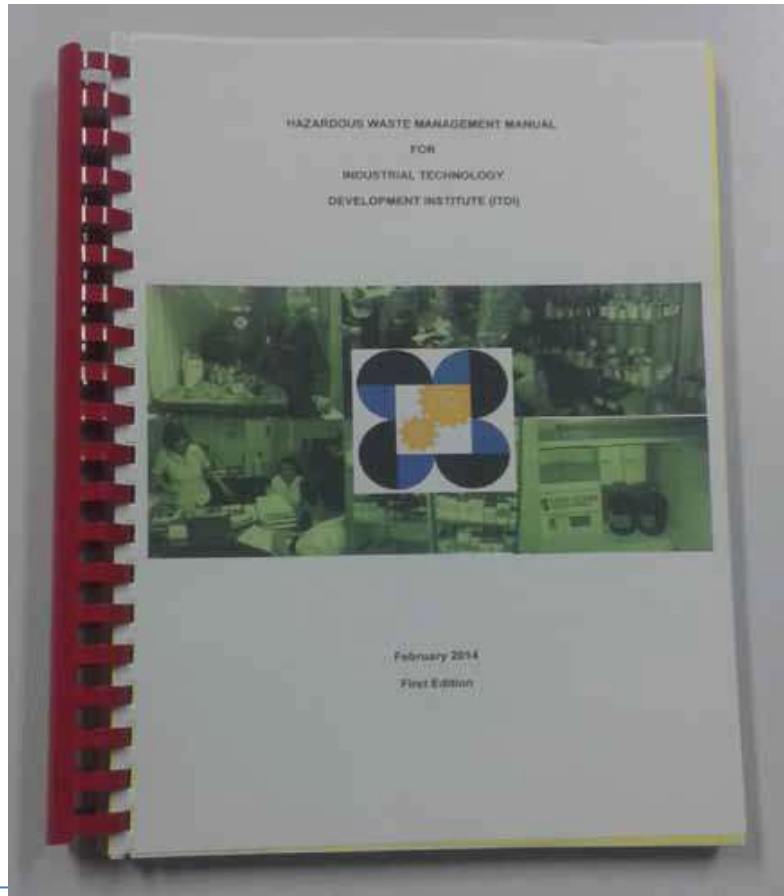 HAZARDOUS WASTE MANAGEMENT MANUAL
FOR
INDUSTRIAL TECHNOLOGY
DEVELOPMENT INSTITUTE (ITDI)
February 2014
First Edition